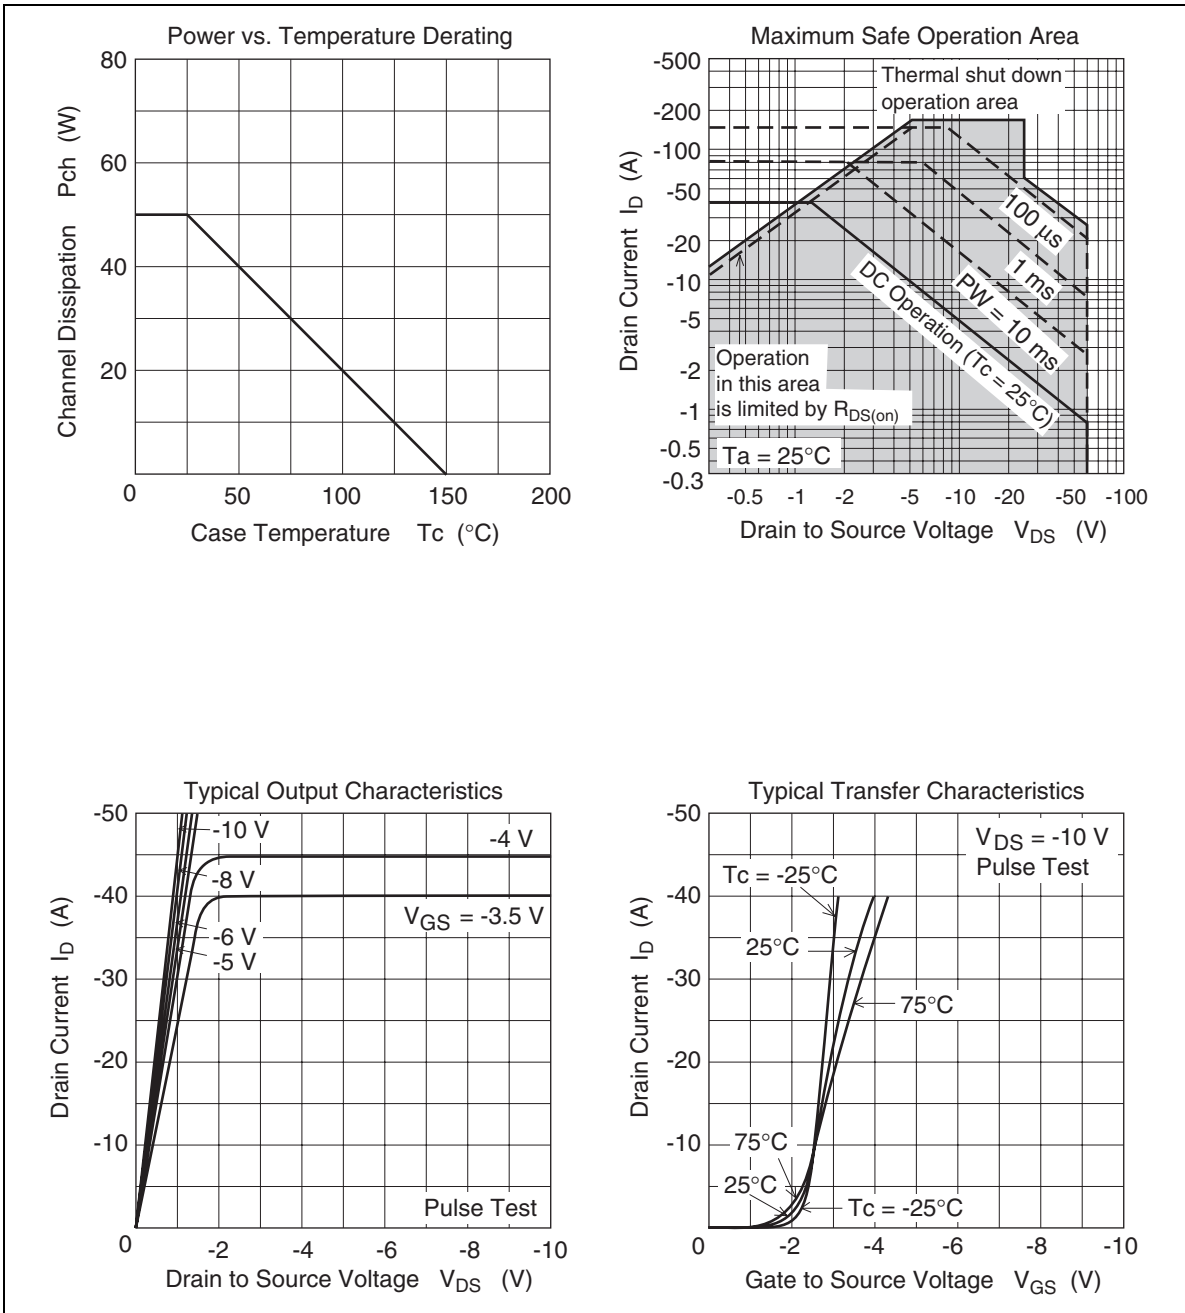 Power vs. Temperature Derating
80
60
40
20
0
50
100
150
200
Channel Dissipation Pch (W)
Case Temperature Tc (°C)
Maximum Safe Operation Area
-500
-200
-100
-50
-20
-10
-5
-2
-1
-0.5
-0.3
-0.5
-1
-2
-5
-10
-20
-50
-100
Drain Current ID (A)
Drain to Source Voltage VDS (V)
Thermal shut down
operation area
100 µs
1 ms
PW = 10 ms
DC Operation (Tc = 25°C)
Operation
in this area
is limited by RDS(on)
Ta = 25°C
Typical Output Characteristics
-50
-40
-30
-20
-10
0
-2
-4
-6
-8
-10
Drain Current ID (A)
Drain to Source Voltage VDS (V)
-10 V
-8 V
-6 V
-5 V
-4 V
VGS = -3.5 V
Pulse Test
Typical Transfer Characteristics
-50
-40
-30
-20
-10
0
-2
-4
-6
-8
-10
Drain Current ID (A)
Gate to Source Voltage VGS (V)
VDS = -10 V
Pulse Test
Tc = -25°C
25°C
75°C
75°C
25°C
Tc = -25°C